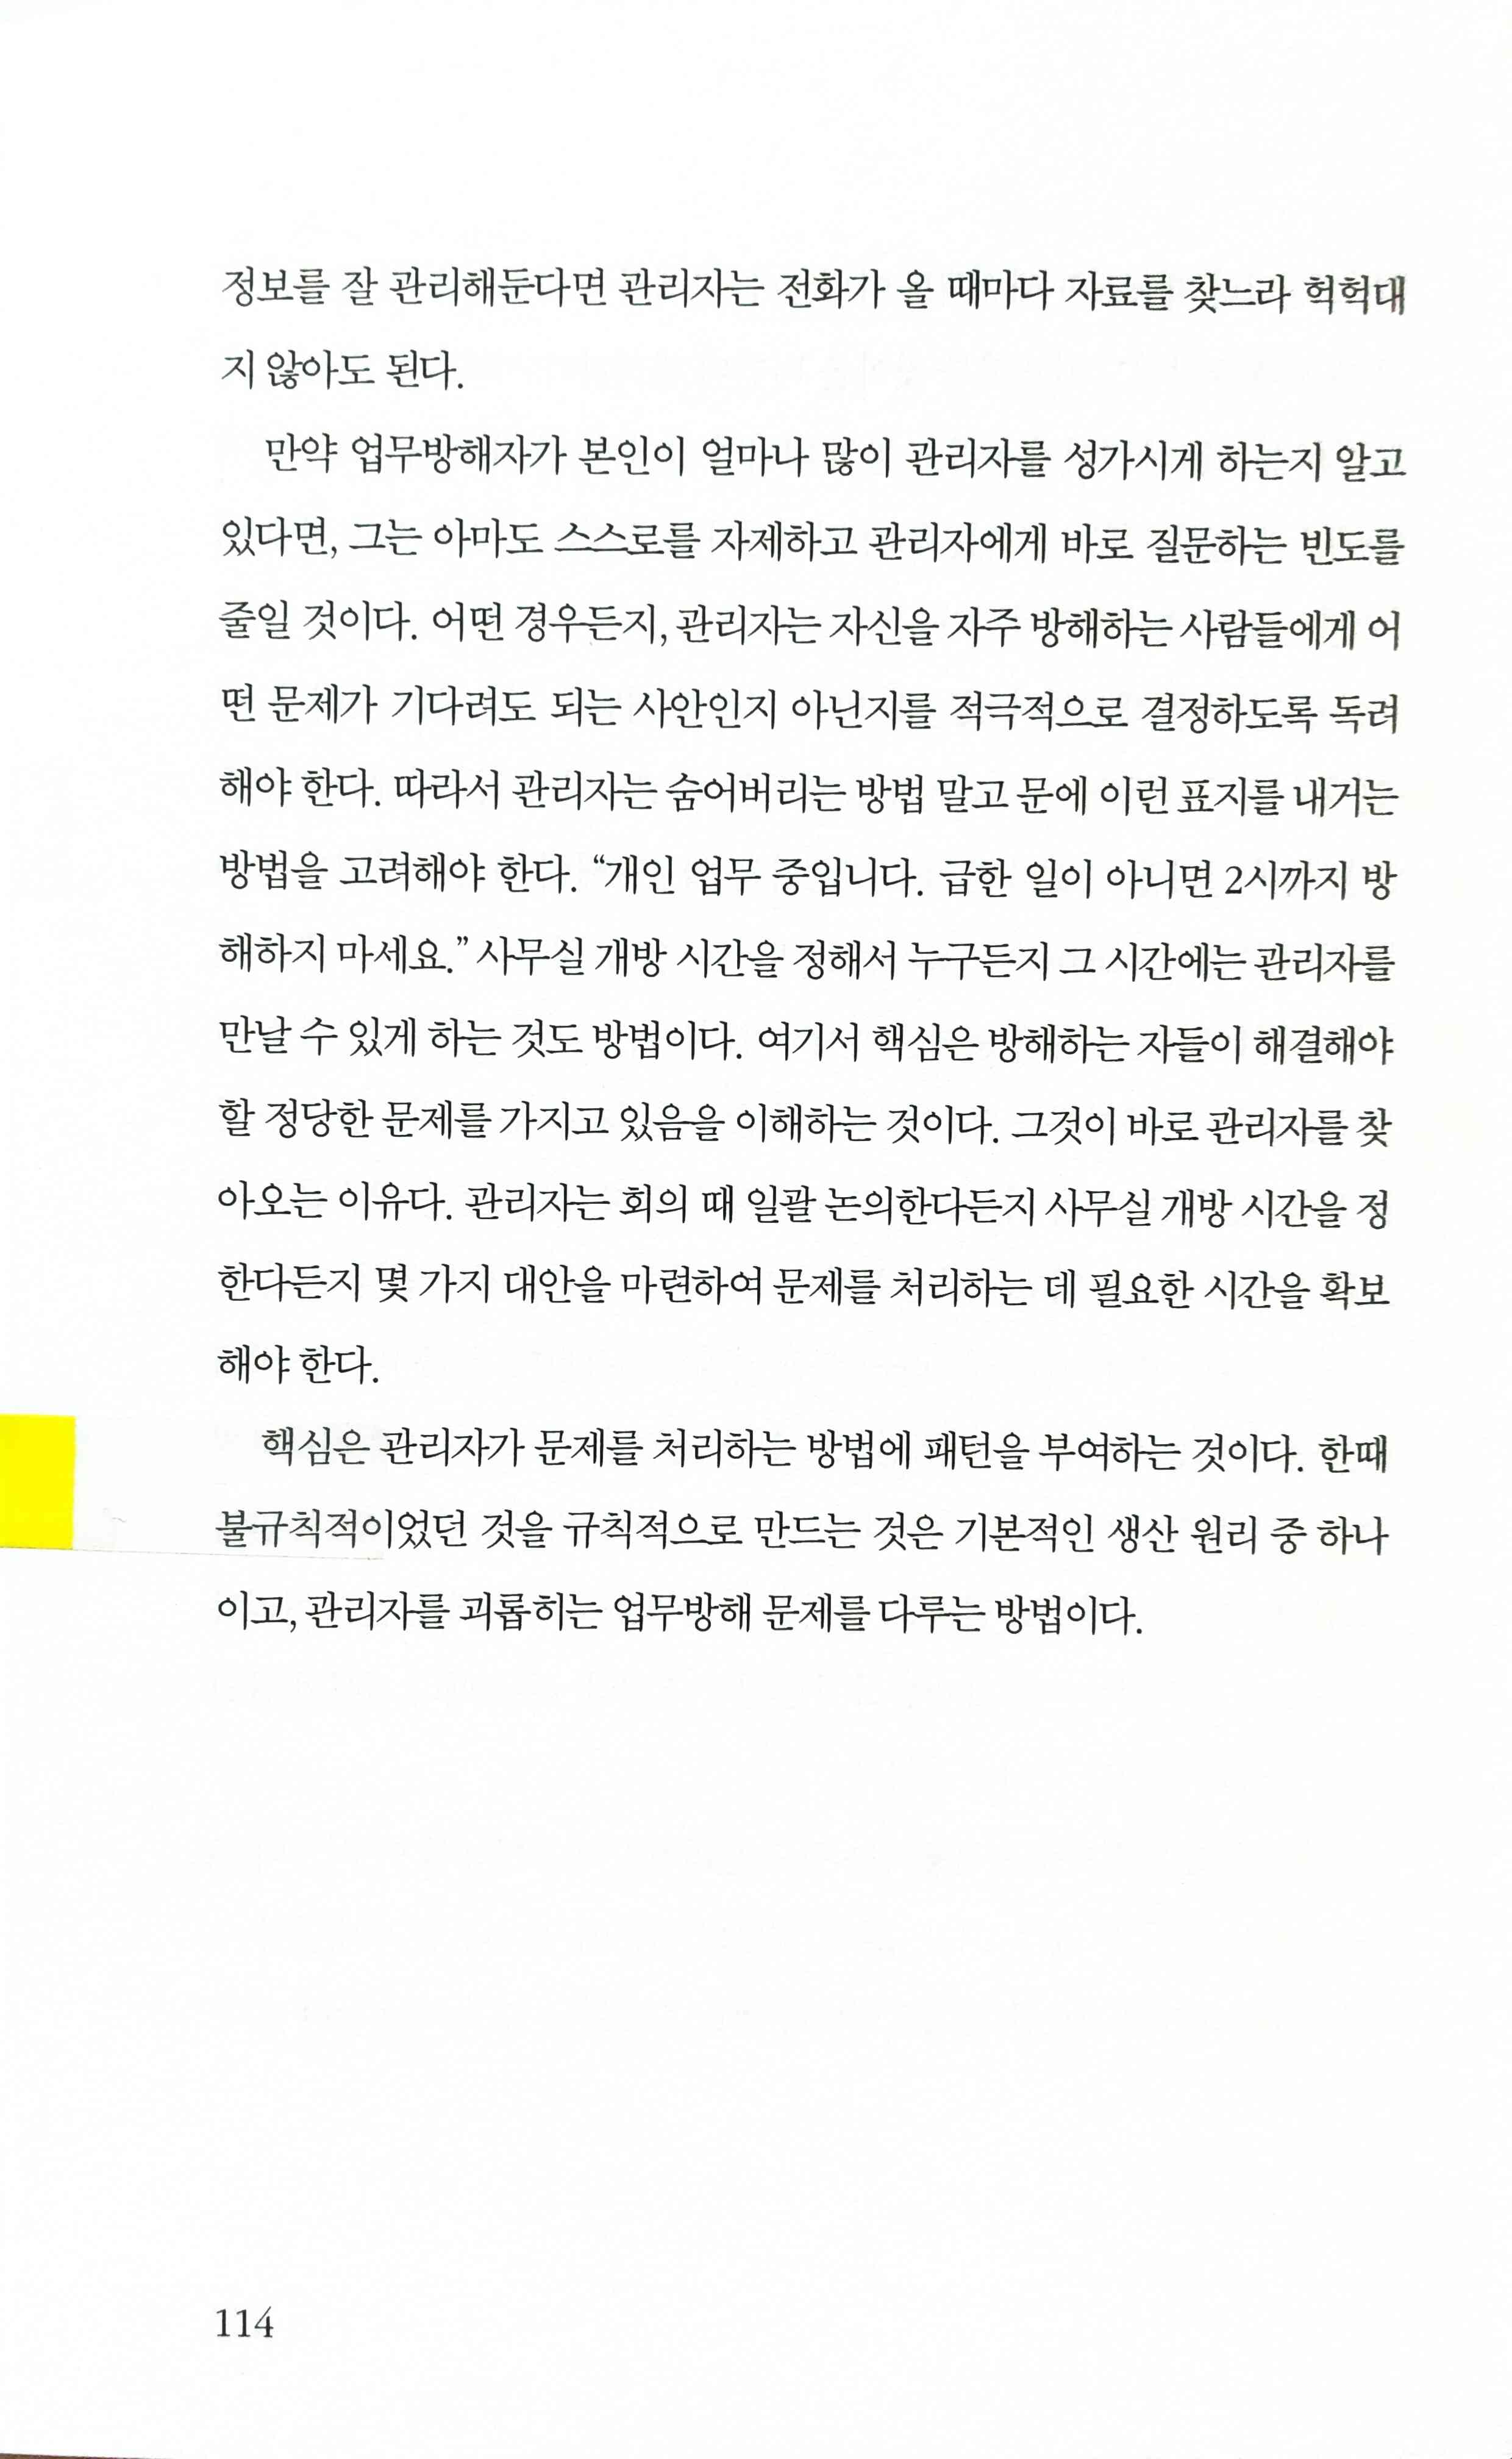 정보를 잘 관리해둔다면 관리자는 전화가 올 때마다 자료를 찾느라 헉헉대
지 않아도 된다.
만약 업무방해자가 본인이 얼마나 많이 관리자를 성가시게 하는지 알고
있다면, 그는 아마도 스스로를 자제하고 관리자에게 바로 질문하는 빈도를
줄일 것이다. 어떤 경우든지, 관리자는 자신을 자주 방해하는 사람들에게 어
떤 문제가 기다려도 되는 사안인지 아닌지를 적극적으로 결정하도록 독려
해야 한다. 따라서 관리자는 숨어버리는 방법 말고 문에 이런 표지를 내거는
방법을 고려해야 한다. “개인 업무 중입니다. 급한 일이 아니면 2시까지 방
해하지 마세요.” 사무실 개방 시간을 정해서 누구든지 그 시간에는 관리자를
만날 수 있게 하는 것도 방법이다. 여기서 핵심은 방해하는 자들이 해결해야
할 정당한 문제를 가지고 있음을 이해하는 것이다. 그것이 바로 관리자를 찾
아오는 이유다. 관리자는 회의 때 일괄 논의한다든지 사무실 개방 시간을 정
한다든지 몇 가지 대안을 마련하여 문제를 처리하는 데 필요한 시간을 확보
해야 한다.
핵심은 관리자가 문제를 처리하는 방법에 패턴을 부여하는 것이다. 한때
불규칙적이었던 것을 규칙적으로 만드는 것은 기본적인 생산 원리 중 하나
이고, 관리자를 괴롭히는 업무방해 문제를 다루는 방법이다.
114